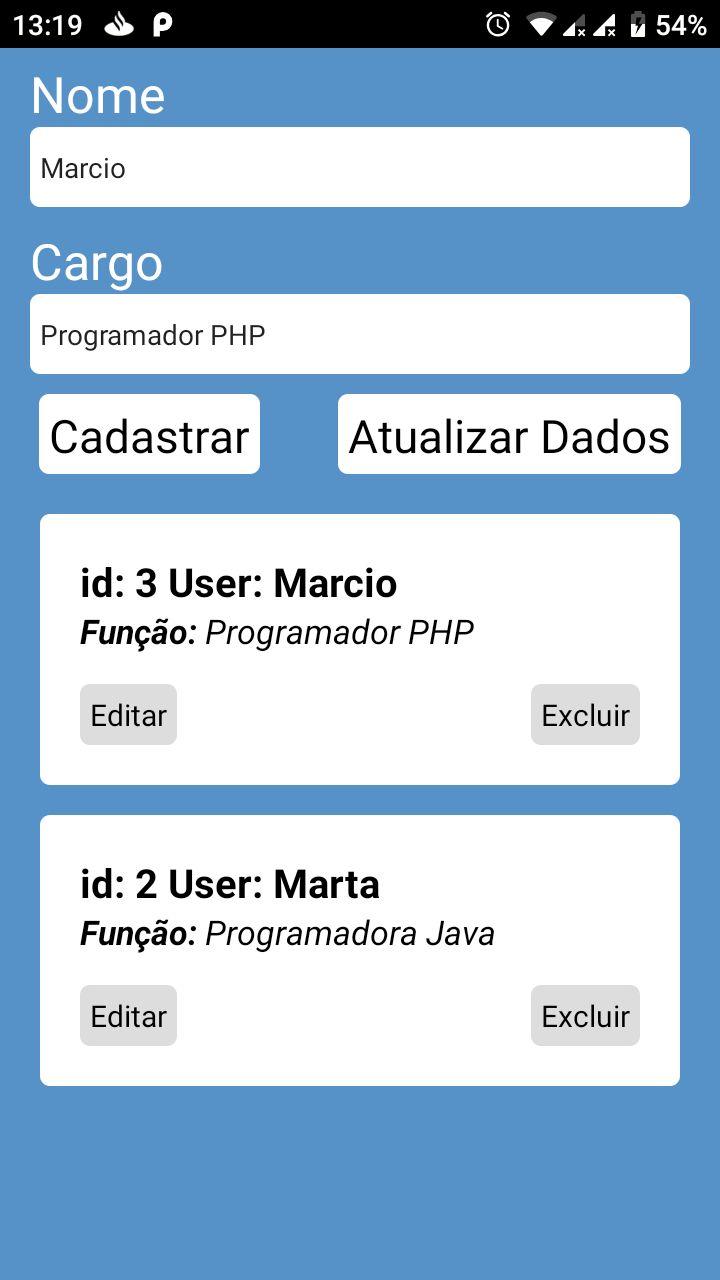 13:19 54%
Nome
Marcio
Cargo
Programador PHP
Cadastrar Atualizar Dados
id: 3 User: Marcio
Função: Programador PHP
Editar Excluir
id: 2 User: Marta
Função: Programadora Java
Editar Excluir